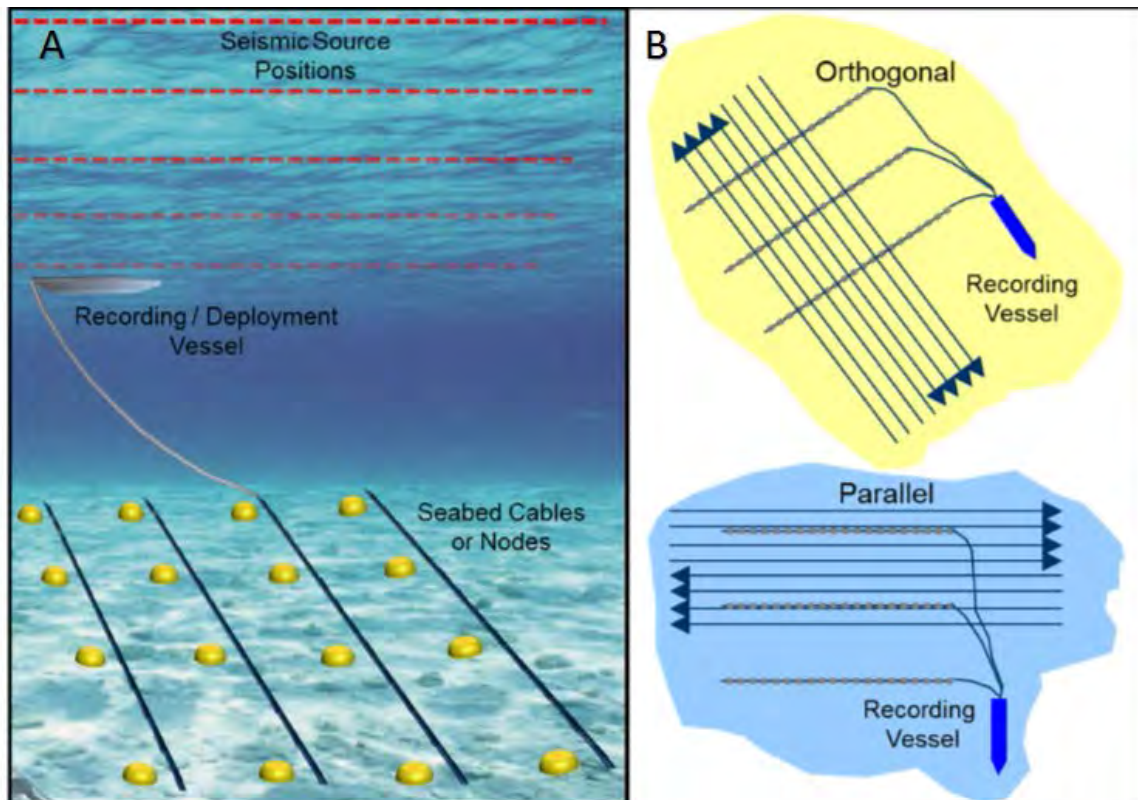 A
Seismic Source
Positions
Recording / Deployment
Vessel
Seabed Cables
or Nodes
B
Orthogonal
Recording
Vessel
Parallel
Recording
Vessel